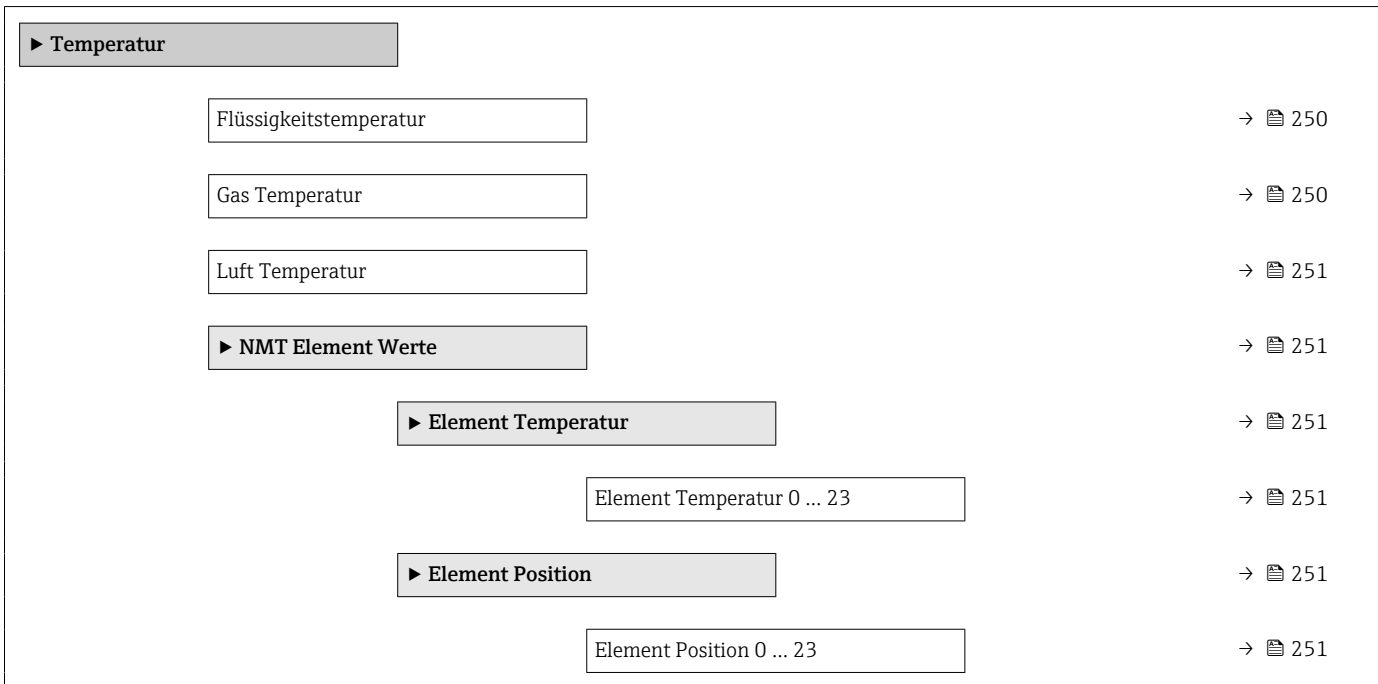 ▶ Temperatur
Flüssigkeitstemperatur → 250
Gas Temperatur → 250
Luft Temperatur → 251
▶ NMT Element Werte → 251
▶ Element Temperatur → 251
Element Temperatur 0 ... 23 → 251
▶ Element Position → 251
Element Position 0 ... 23 → 251